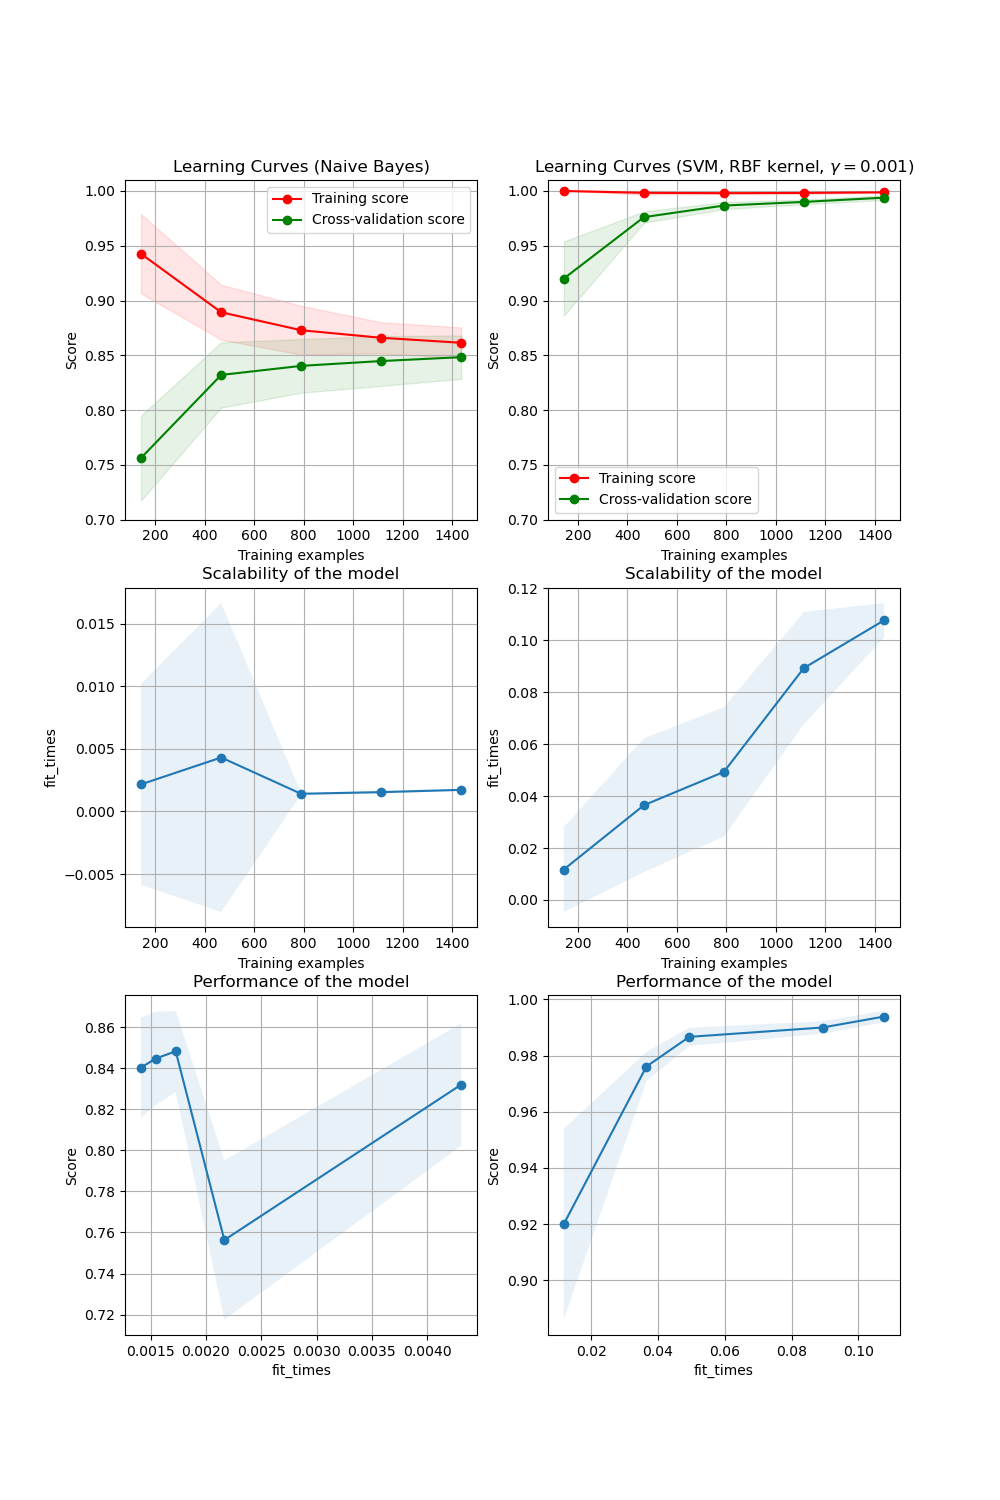 Learning Curves (Naive Bayes)
1.00
0.95
0.90
0.85
0.80
0.75
0.70
Score
Training score
Cross-validation score
200 400 600 800 1000 1200 1400
Training examples
Learning Curves (SVM, RBF kernel, γ = 0.001)
1.00
0.95
0.90
0.85
0.80
0.75
0.70
Score
Training score
Cross-validation score
200 400 600 800 1000 1200 1400
Training examples
Scalability of the model
0.015
0.010
0.005
0.000
−0.005
fit_times
200 400 600 800 1000 1200 1400
Training examples
Scalability of the model
0.12
0.10
0.08
0.06
0.04
0.02
0.00
fit_times
200 400 600 800 1000 1200 1400
Training examples
Performance of the model
0.86
0.84
0.82
0.80
0.78
0.76
0.74
0.72
Score
0.0015 0.0020 0.0025 0.0030 0.0035 0.0040
fit_times
Performance of the model
1.00
0.98
0.96
0.94
0.92
0.90
Score
0.02 0.04 0.06 0.08 0.10
fit_times